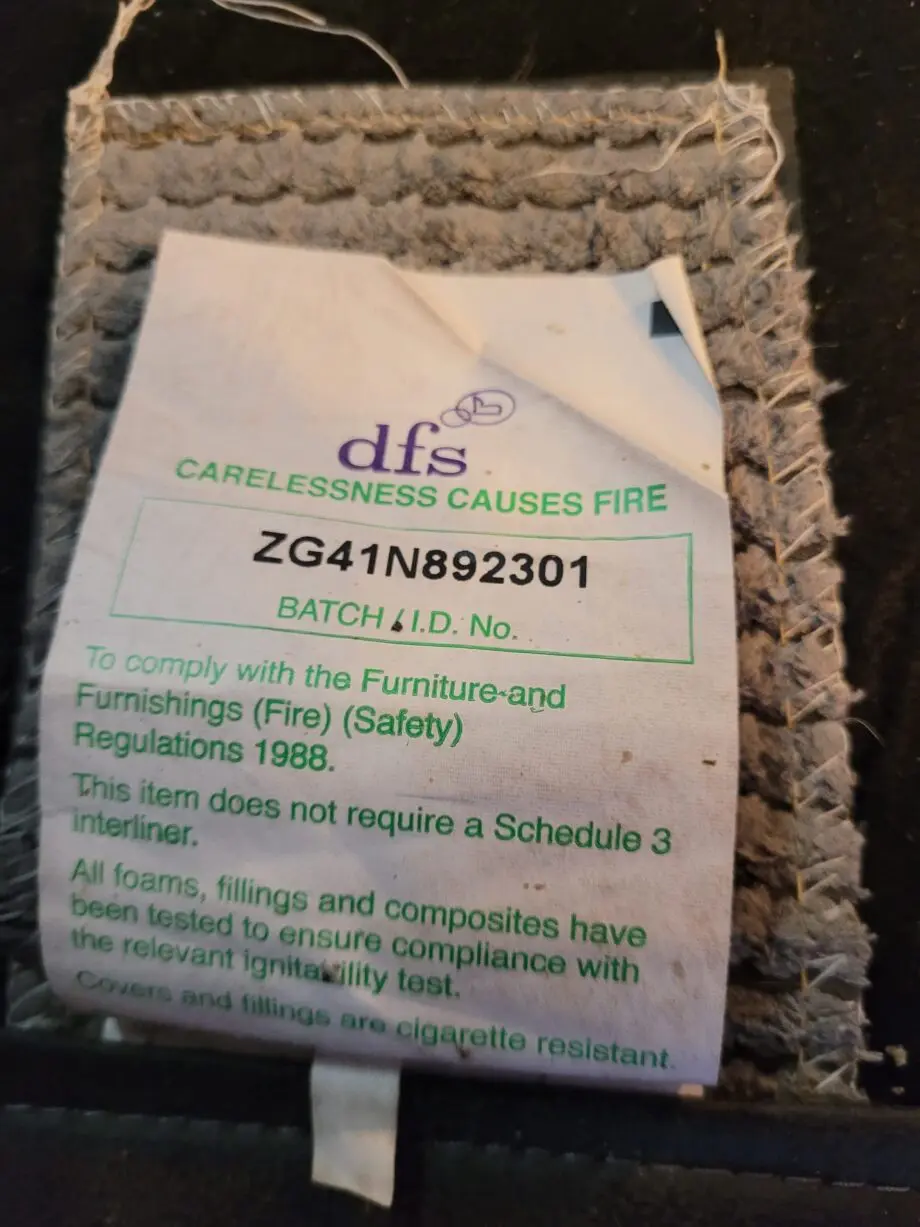 dfs
CARELESSNESS CAUSES FIRE
ZG41N892301
BATCH / I.D. No.
To comply with the Furniture and
Furnishings (Fire) (Safety)
Regulations 1988.
This item does not require a Schedule 3
interliner.
All foams, fillings and composites have
been tested to ensure compliance with
the relevant ignitability test.
Covers and fillings are cigarette resistant.